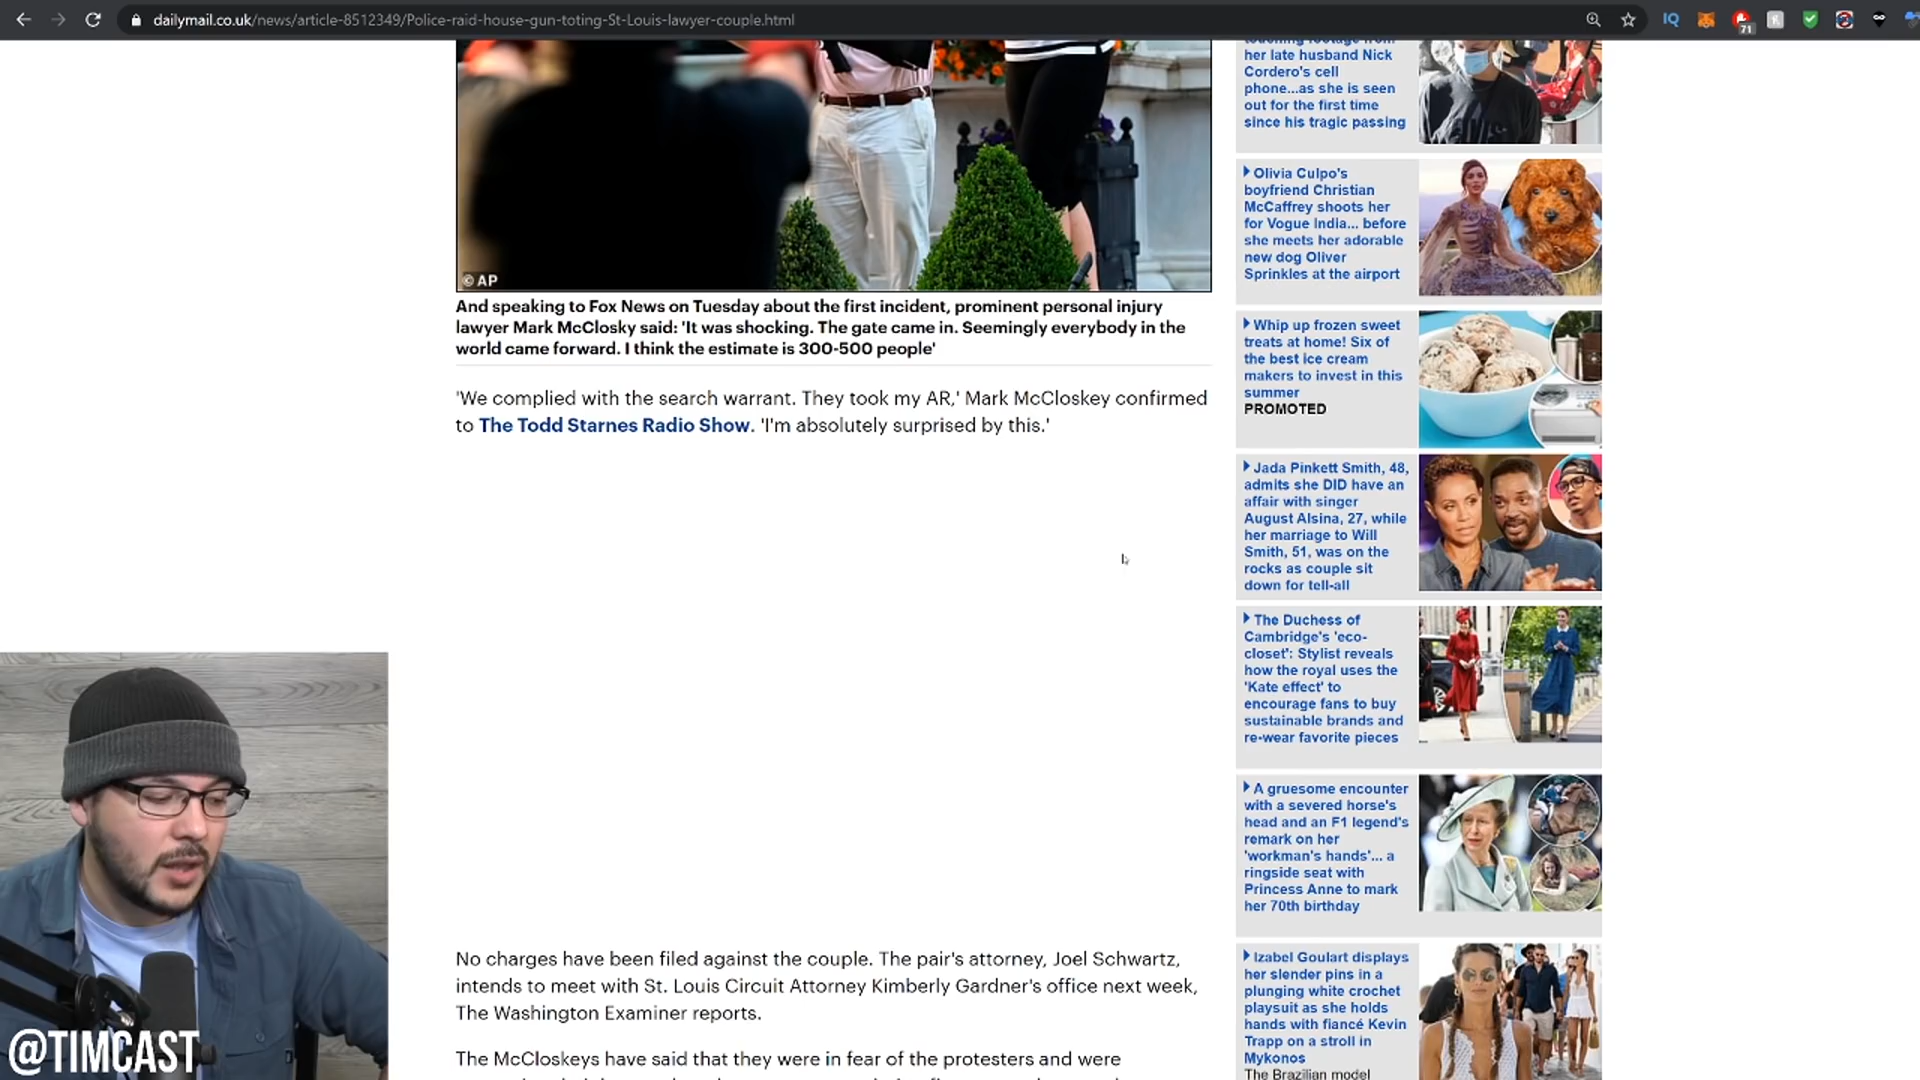 dailymail.co.uk/news/article-8512349/Police-raid-house-gun-toting-St-Louis-lawyer-couple.html
IQ
71
© AP
And speaking to Fox News on Tuesday about the first incident, prominent personal injury
lawyer Mark McClosky said: 'It was shocking. The gate came in. Seemingly everybody in the
world came forward. I think the estimate is 300-500 people'
'We complied with the search warrant. They took my AR,' Mark McCloskey confirmed
to The Todd Starnes Radio Show. 'I'm absolutely surprised by this.'
No charges have been filed against the couple. The pair's attorney, Joel Schwartz,
intends to meet with St. Louis Circuit Attorney Kimberly Gardner's office next week,
The Washington Examiner reports.
The McCloskeys have said that they were in fear of the protesters and were
her late husband Nick
Cordero's cell
phone...as she is seen
out for the first time
since his tragic passing
Olivia Culpo's
boyfriend Christian
McCaffrey shoots her
for Vogue India... before
she meets her adorable
new dog Oliver
Sprinkles at the airport
Whip up frozen sweet
treats at home! Six of
the best ice cream
makers to invest in this
summer
PROMOTED
Jada Pinkett Smith, 48,
admits she DID have an
affair with singer
August Alsina, 27, while
her marriage to Will
Smith, 51, was on the
rocks as couple sit
down for tell-all
The Duchess of
Cambridge's 'eco-
closet': Stylist reveals
how the royal uses the
'Kate effect' to
encourage fans to buy
sustainable brands and
re-wear favorite pieces
A gruesome encounter
with a severed horse's
head and an F1 legend's
remark on her
'workman's hands'... a
ringside seat with
Princess Anne to mark
her 70th birthday
Izabel Goulart displays
her slender pins in a
plunging white crochet
playsuit as she holds
hands with fiancé Kevin
Trapp on a stroll in
Mykonos
The Brazilian model
@TIMCAST